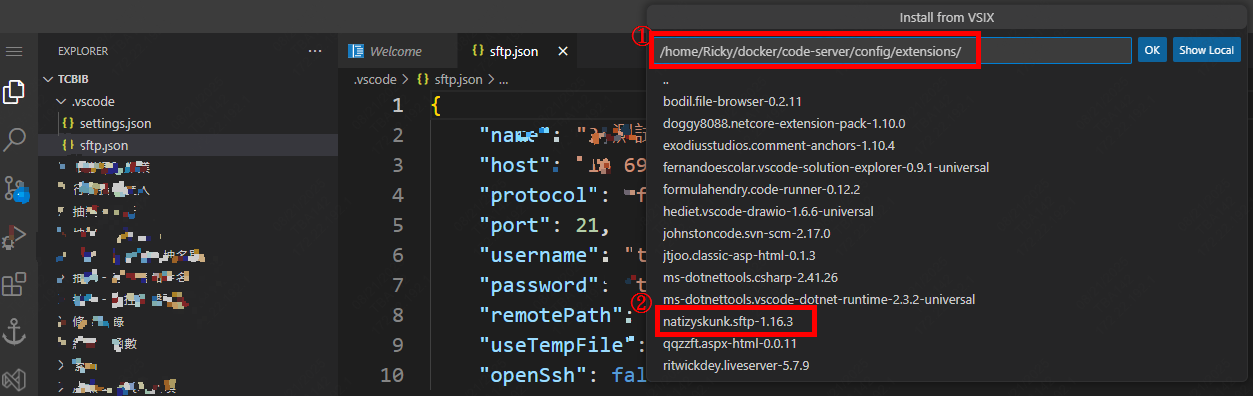 Install from VSIX
①
/home/Ricky/docker/code-server/config/extensions/
OK
Show Local
..
bodil.file-browser-0.2.11
doggy8088.netcore-extension-pack-1.10.0
exodiusstudios.comment-anchors-1.10.4
fernandoescolar.vscode-solution-explorer-0.9.1-universal
formulahendry.code-runner-0.12.2
hediet.vscode-drawio-1.6.6-universal
johnstoncode.svn-scm-2.17.0
jtjoo.classic-asp-html-0.1.3
ms-dotnettools.csharp-2.41.26
ms-dotnettools.vscode-dotnet-runtime-2.3.2-universal
②
natizyskunk.sftp-1.16.3
qqzzft.aspx-html-0.0.11
ritwickdey.liveserver-5.7.9
EXPLORER
···
TCBIB
.vscode
{} settings.json
{} sftp.json
Welcome
{} sftp.json
.vscode > {} sftp.json > ...
1 {
2 "name":
3 "host": 69
4 "protocol":
5 "port": 21,
6 "username": "t
7 "password": "t
8 "remotePath":
9 "useTempFile":
10 "openSsh": fal